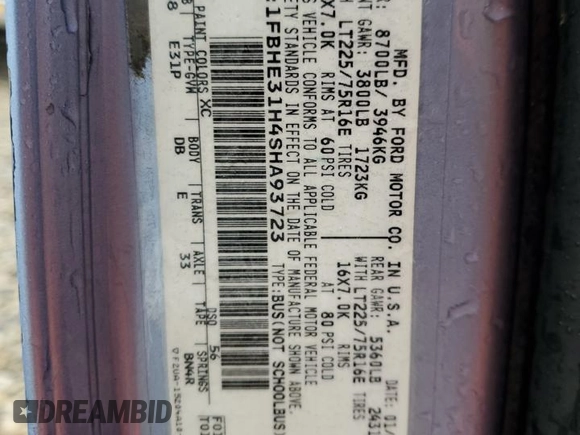 MFD. BY FORD MOTOR CO. IN U.S.A.
DATE: 01/
8700LB/ 3946KG
GAWR: 3800LB 1723KG
REAR GAWR: 5360LB 2431
LT225/75R16E TIRES
WITH LT225/75R16E TIRES
X7.0K RIMS
16X7.0K RIMS
AT 60 PSI COLD
AT 80 PSI COLD
VEHICLE CONFORMS TO ALL APPLICABLE FEDERAL MOTOR VEHICLE
STANDARDS IN EFFECT ON THE DATE OF MANUFACTURE SHOWN ABOVE.
1FBHE31H4SHA93723
TYPE: BUS(NOT SCHOOLBUS)
PAINT COLORS XC
DSO 56
TYPE-GVM BODY TRANS AXLE TAPE SPRINGS
E31P DB E 33 BN4R
DREAMBID